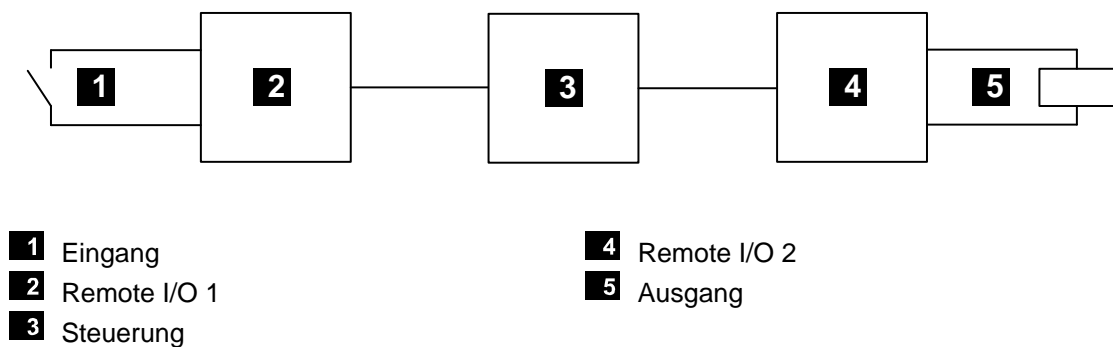 1
2
3
4
5
1 Eingang
2 Remote I/O 1
3 Steuerung
4 Remote I/O 2
5 Ausgang